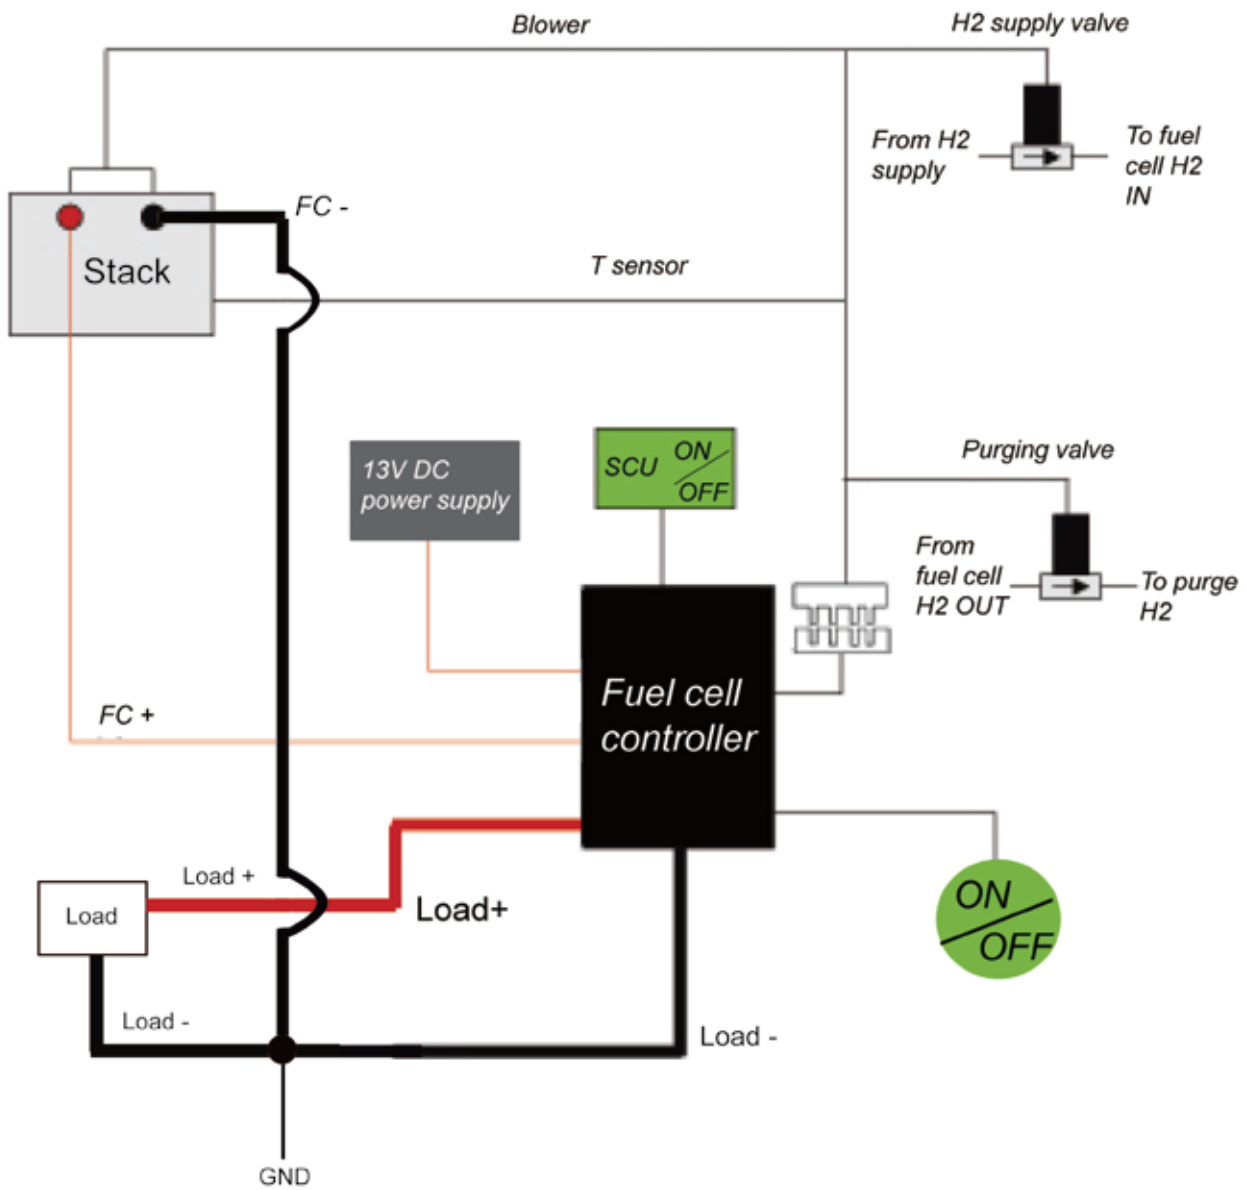 Blower
H2 supply valve
From H2
supply
To fuel
cell H2
IN
FC -
Stack
T sensor
13V DC
power supply
SCU ON
OFF
Purging valve
From
fuel cell
H2 OUT
To purge
H2
Fuel cell
controller
FC +
Load +
Load+
Load
ON
OFF
Load -
Load -
GND